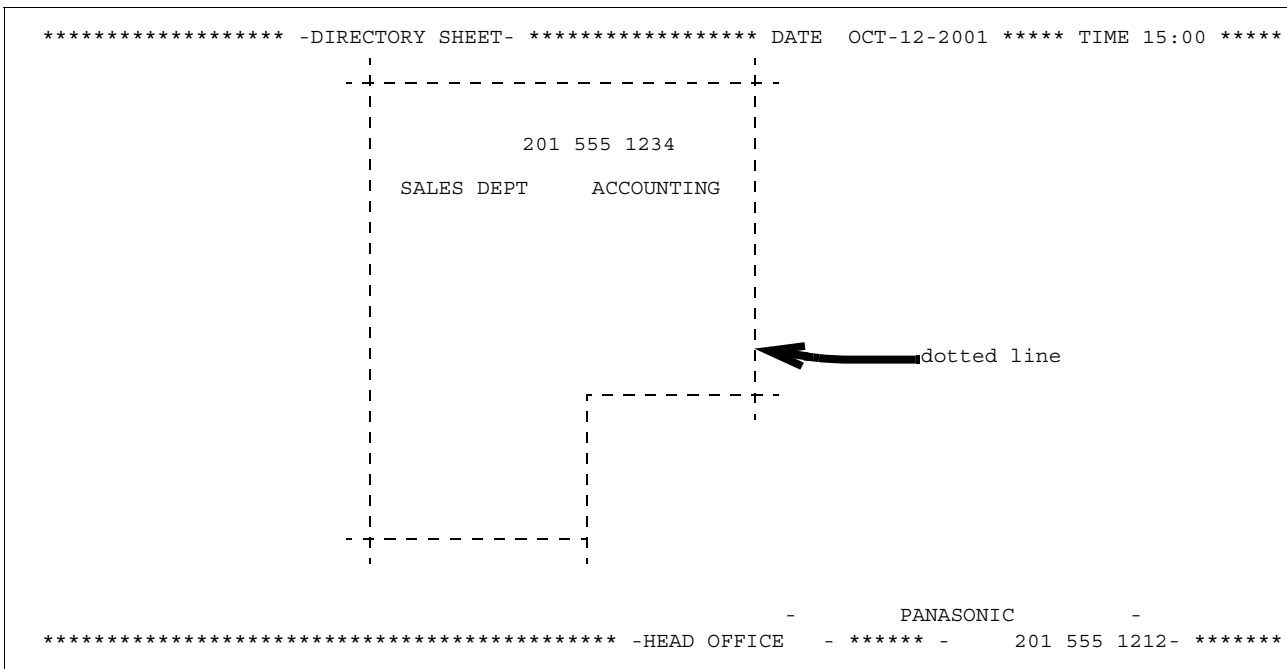 ******************* -DIRECTORY SHEET- ****************** DATE  OCT-12-2001 ***** TIME 15:00 *****
201 555 1234
SALES DEPT     ACCOUNTING
dotted line
-        PANASONIC         -
********************************************* -HEAD OFFICE   - ****** -     201 555 1212- *******